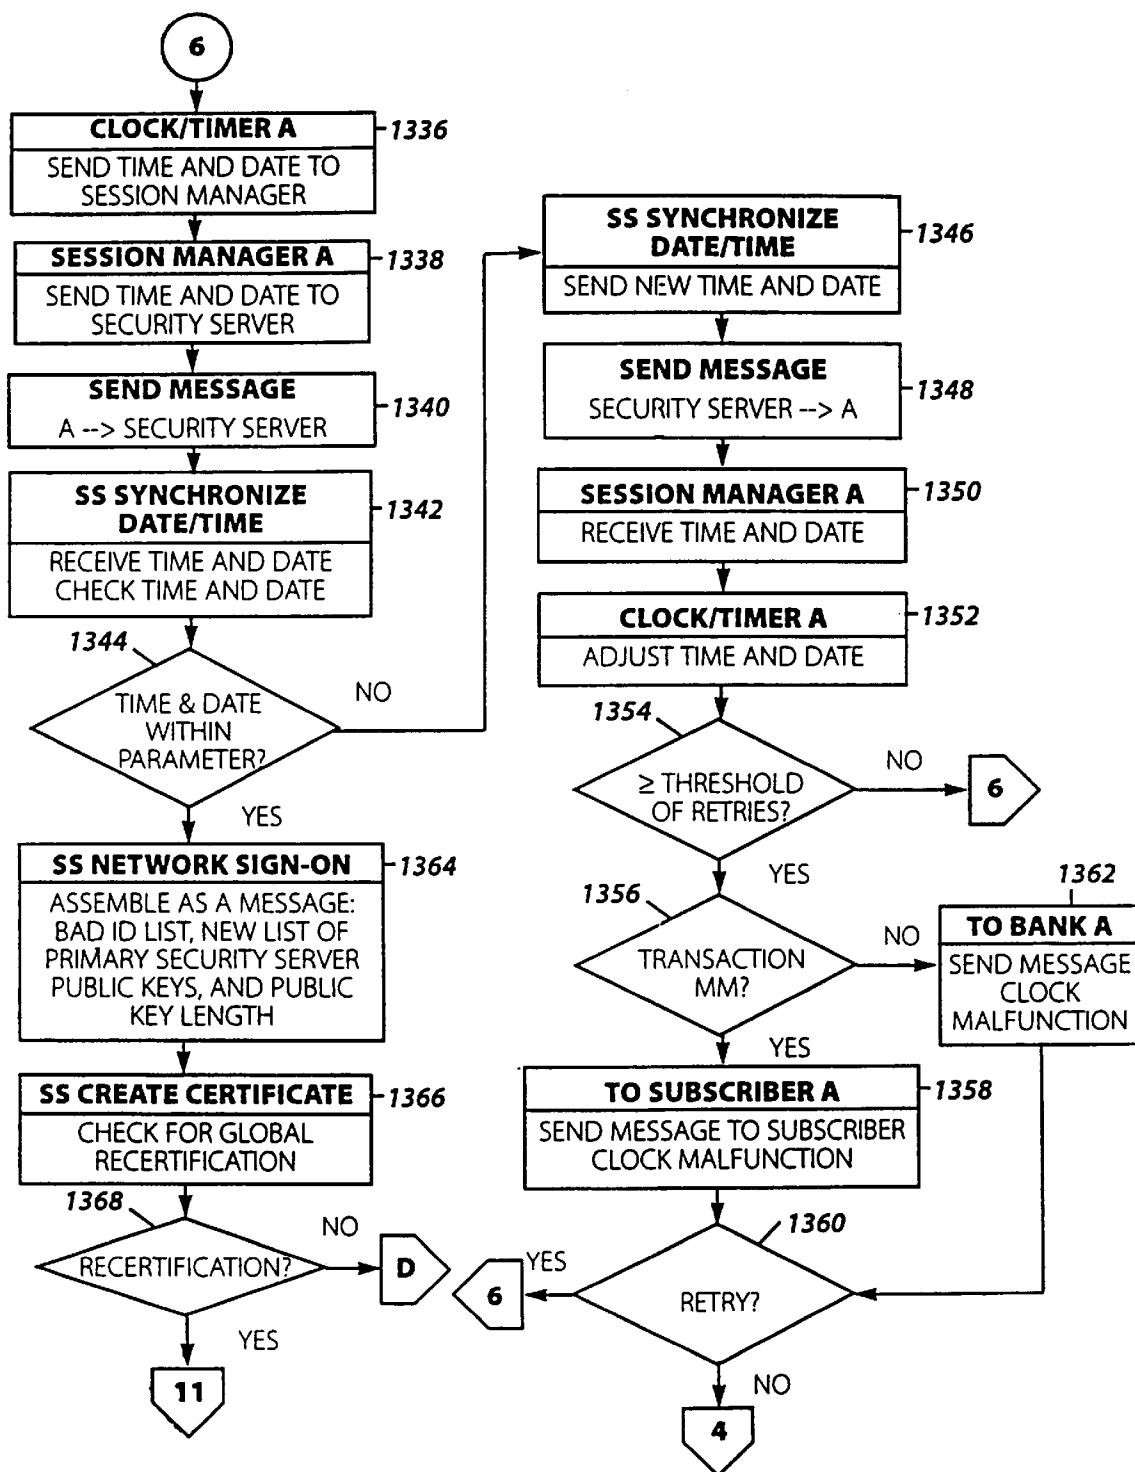 6
CLOCK/TIMER A
1336
SEND TIME AND DATE TO
SESSION MANAGER
SESSION MANAGER A
1338
SEND TIME AND DATE TO
SECURITY SERVER
SEND MESSAGE
1340
A --> SECURITY SERVER
SS SYNCHRONIZE
DATE/TIME
1342
RECEIVE TIME AND DATE
CHECK TIME AND DATE
1344
TIME & DATE
WITHIN
PARAMETER?
NO
YES
SS NETWORK SIGN-ON
1364
ASSEMBLE AS A MESSAGE:
BAD ID LIST, NEW LIST OF
PRIMARY SECURITY SERVER
PUBLIC KEYS, AND PUBLIC
KEY LENGTH
SS CREATE CERTIFICATE
1366
CHECK FOR GLOBAL
RECERTIFICATION
1368
RECERTIFICATION?
NO
D
YES
11
SS SYNCHRONIZE
DATE/TIME
1346
SEND NEW TIME AND DATE
SEND MESSAGE
1348
SECURITY SERVER --> A
SESSION MANAGER A
1350
RECEIVE TIME AND DATE
CLOCK/TIMER A
1352
ADJUST TIME AND DATE
1354
≥ THRESHOLD
OF RETRIES?
NO
6
YES
1356
TRANSACTION
MM?
NO
1362
TO BANK A
SEND MESSAGE
CLOCK
MALFUNCTION
YES
TO SUBSCRIBER A
1358
SEND MESSAGE TO SUBSCRIBER
CLOCK MALFUNCTION
1360
RETRY?
YES
6
NO
4